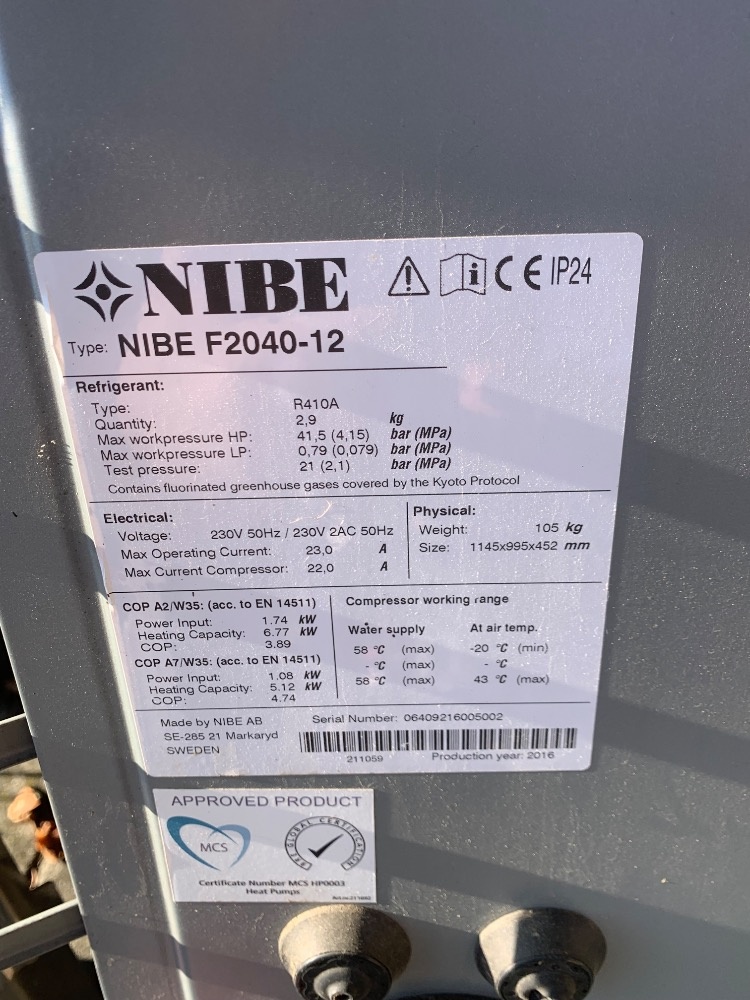 NIBE
CE IP24
Type: NIBE F2040-12
Refrigerant:
Type: R410A
Quantity: 2,9 kg
Max workpressure HP: 41,5 (4,15) bar (MPa)
Max workpressure LP: 0,79 (0,079) bar (MPa)
Test pressure: 21 (2,1) bar (MPa)
Contains fluorinated greenhouse gases covered by the Kyoto Protocol
Electrical:
Voltage: 230V 50Hz / 230V 2AC 50Hz
Max Operating Current: 23,0 A
Max Current Compressor: 22,0 A
Physical:
Weight: 105 kg
Size: 1145x995x452 mm
COP A2/W35: (acc. to EN 14511)
Power Input: 1.74 kW
Heating Capacity: 6.77 kW
COP: 3.89
COP A7/W35: (acc. to EN 14511)
Power Input: 1.08 kW
Heating Capacity: 5.12 kW
COP: 4.74
Compressor working range
Water supply At air temp.
58 °C (max) -20 °C (min)
- °C (max) - °C
58 °C (max) 43 °C (max)
Made by NIBE AB
SE-285 21 Markaryd
SWEDEN
Serial Number: 06409216005002
211059 Production year: 2016
APPROVED PRODUCT
MCS
GLOBAL CERTIFICATION
Certificate Number MCS HP0003
Heat Pumps